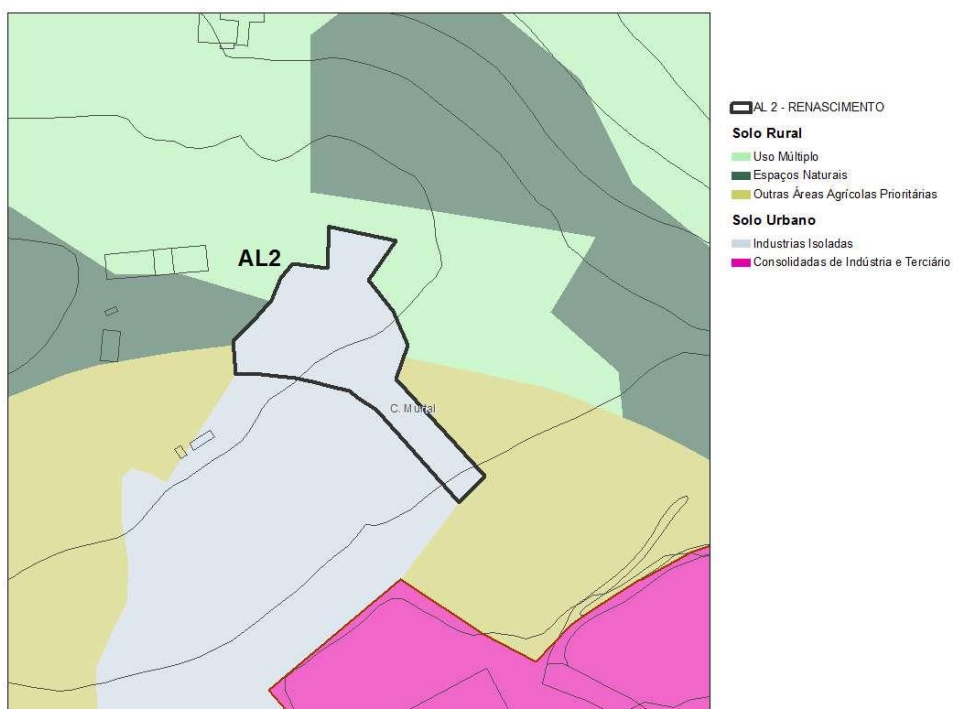 AL2
C. Murtal
AL 2 - RENASCIMENTO
Solo Rural
Uso Múltiplo
Espaços Naturais
Outras Áreas Agrícolas Prioritárias
Solo Urbano
Industrias Isoladas
Consolidadas de Indústria e Terciário